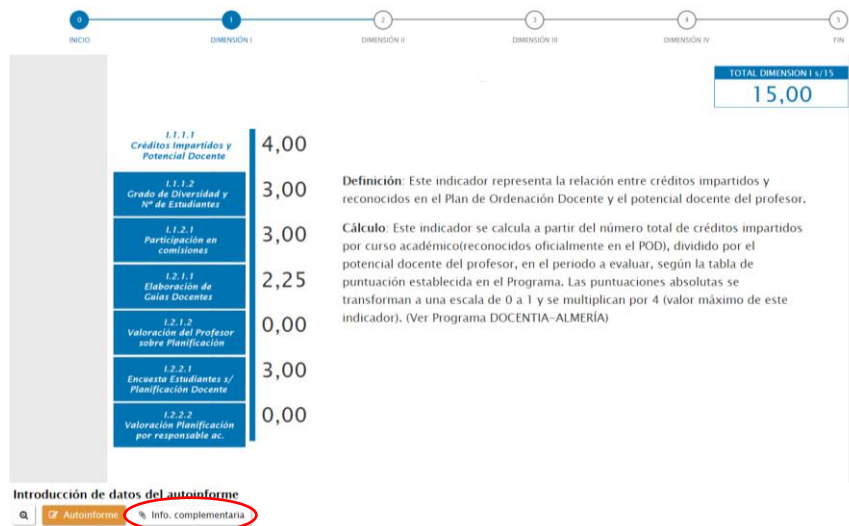 0
1
2
3
4
5
INICIO
DIMENSIÓN I
DIMENSIÓN II
DIMENSIÓN III
DIMENSIÓN IV
FIN
TOTAL DIMENSION I s/15
15,00
I.1.1.1
Créditos Impartidos y
Potencial Docente
4,00
I.1.1.2
Grado de Diversidad y
Nº de Estudiantes
3,00
I.1.2.1
Participación en
comisiones
3,00
I.2.1.1
Elaboración de
Guias Docentes
2,25
I.2.1.2
Valoración del Profesor
sobre Planificación
0,00
I.2.2.1
Encuesta Estudiantes s/
Planificación Docente
3,00
I.2.2.2
Valoración Planificación
por responsable ac.
0,00
Definición: Este indicador representa la relación entre créditos impartidos y
reconocidos en el Plan de Ordenación Docente y el potencial docente del profesor.
Cálculo: Este indicador se calcula a partir del número total de créditos impartidos
por curso académico(reconocidos oficialmente en el POD), dividido por el
potencial docente del profesor, en el periodo a evaluar, según la tabla de
puntuación establecida en el Programa. Las puntuaciones absolutas se
transforman a una escala de 0 a 1 y se multiplican por 4 (valor máximo de este
indicador). (Ver Programa DOCENTIA-ALMERÍA)
Introducción de datos del autoinforme
Autoinforme
Info. complementaria